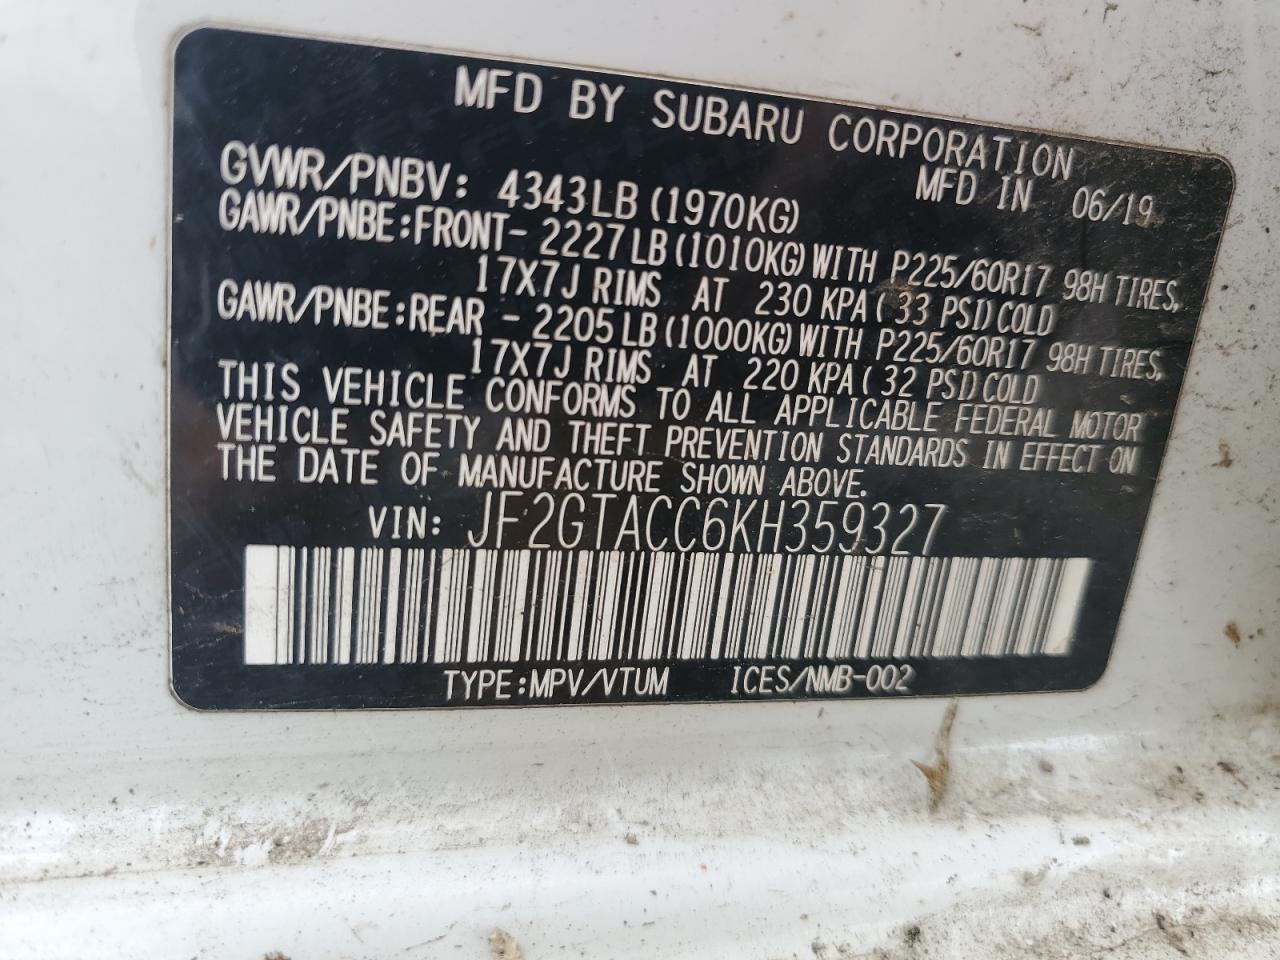 MFD BY SUBARU CORPORATION
MFD IN 06/19
GVWR/PNBV: 4343LB (1970KG)
GAWR/PNBE:FRONT- 2227LB(1010KG)WITH P225/60R17 98H TIRES,
17X7J RIMS AT 230 KPA( 33 PSI)COLD
GAWR/PNBE:REAR - 2205LB(1000KG)WITH P225/60R17 98H TIRES,
17X7J RIMS AT 220 KPA( 32 PSI)COLD
THIS VEHICLE CONFORMS TO ALL APPLICABLE FEDERAL MOTOR
VEHICLE SAFETY AND THEFT PREVENTION STANDARDS IN EFFECT ON
THE DATE OF MANUFACTURE SHOWN ABOVE.
VIN: JF2GTACC6KH359327
TYPE:MPV/VTUM ICES/NMB-002